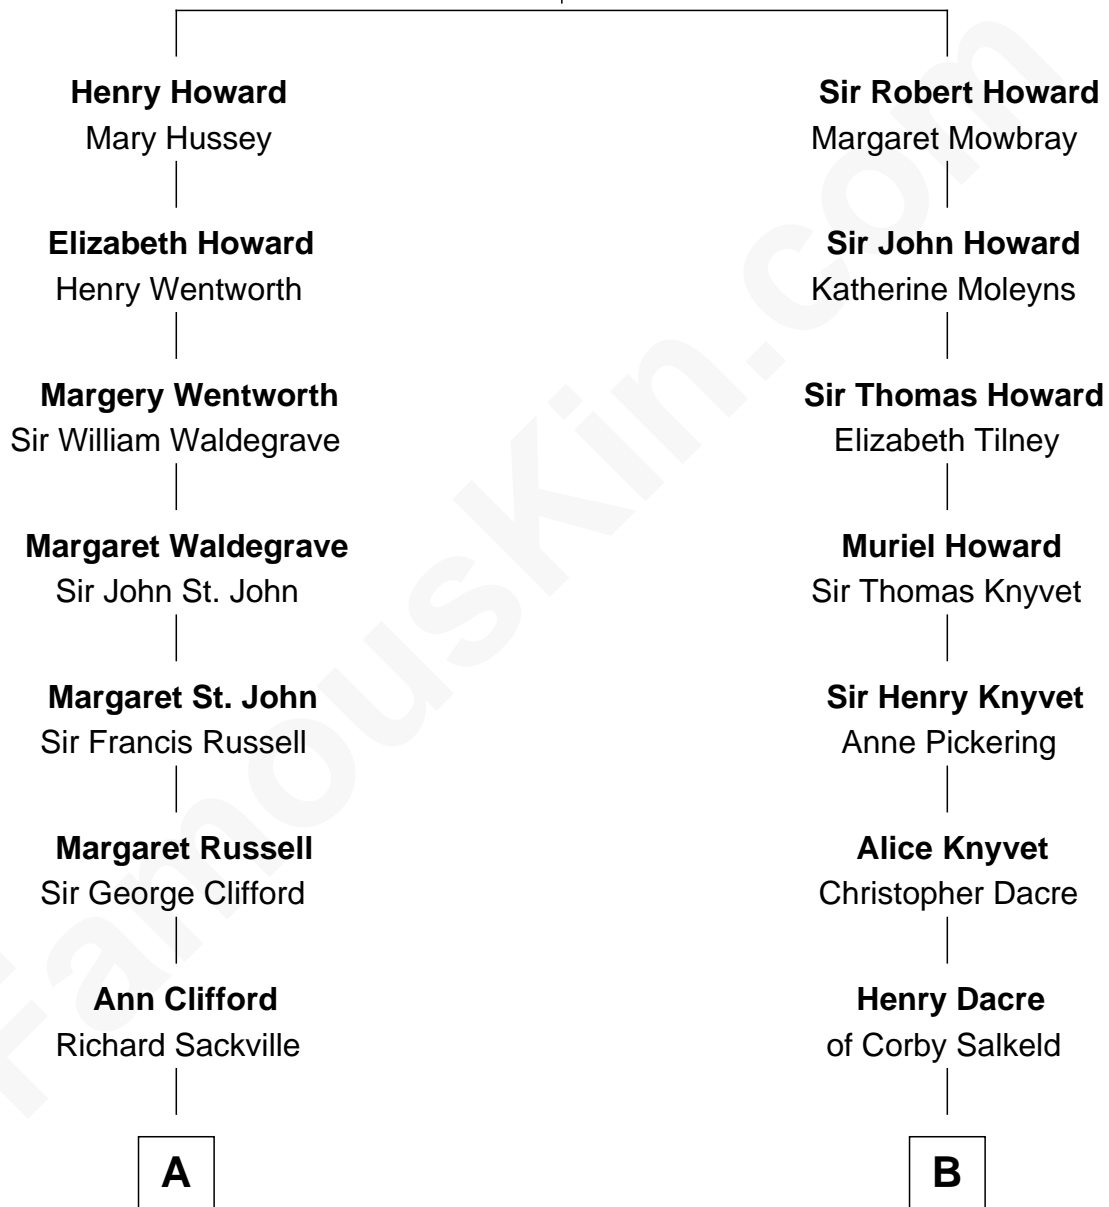 Henry Howard
Mary Hussey
Elizabeth Howard
Henry Wentworth
Margery Wentworth
Sir William Waldegrave
Margaret Waldegrave
Sir John St. John
Margaret St. John
Sir Francis Russell
Margaret Russell
Sir George Clifford
Ann Clifford
Richard Sackville
A
Sir Robert Howard
Margaret Mowbray
Sir John Howard
Katherine Moleyns
Sir Thomas Howard
Elizabeth Tilney
Muriel Howard
Sir Thomas Knyvet
Sir Henry Knyvet
Anne Pickering
Alice Knyvet
Christopher Dacre
Henry Dacre
of Corby Salkeld
B
FamousKin.com